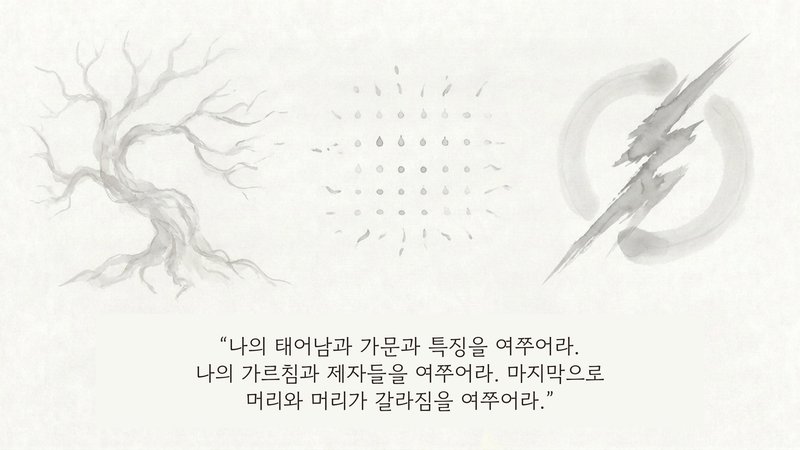 “나의 태어남과 가문과 특징을 여쭈어라.
나의 가르침과 제자들을 여쭈어라. 마지막으로
머리와 머리가 갈라짐을 여쭈어라.”